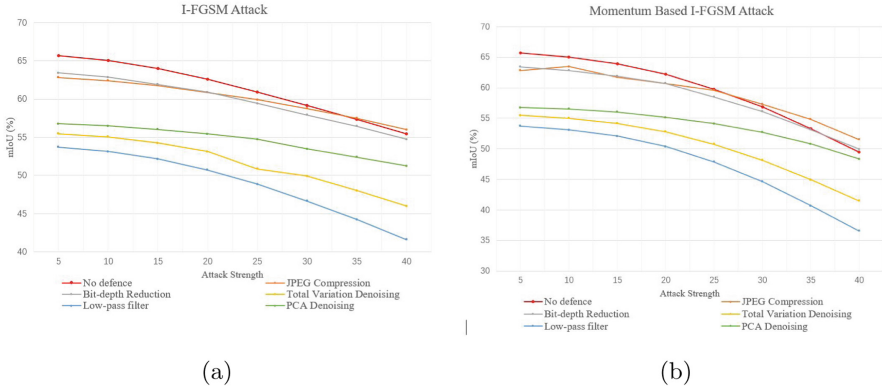 I-FGSM Attack
70
65
60
55
50
45
40
mIoU (%)
5 10 15 20 25 30 35 40
Attack Strength
No defence JPEG Compression
Bit-depth Reduction Total Variation Denoising
Low-pass filter PCA Denoising
(a)
Momentum Based I-FGSM Attack
70
65
60
55
50
45
40
35
30
mIoU (%)
5 10 15 20 25 30 35 40
Attack Strength
No defence JPEG Compression
Bit-depth Reduction Total Variation Denoising
Low-pass filter PCA Denoising
(b)